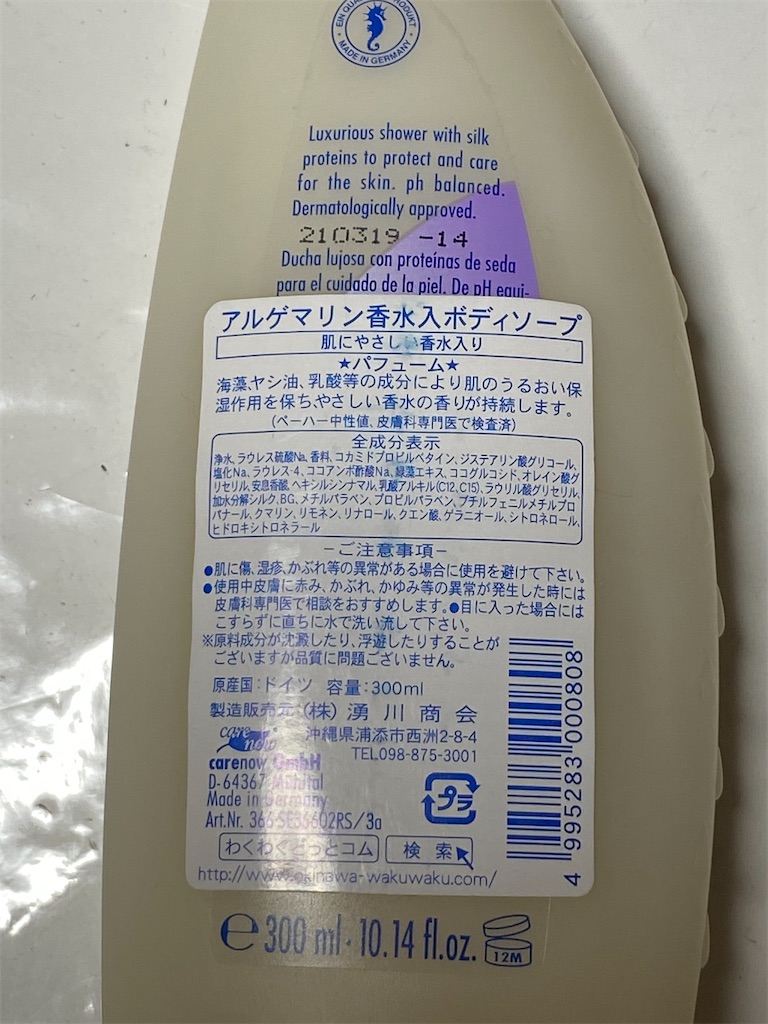 EIN QUA PRODUKT
MADE IN GERMANY
Luxurious shower with silk
proteins to protect and care
for the skin. ph balanced.
Dermatologically approved.
210319 -14
Ducha lujosa con proteínas de seda
para el cuidado de la piel. De pH equi-
アルゲマリン香水入ボディソープ
肌にやさしい香水入り
★パフューム★
海藻、ヤシ油、乳酸等の成分により肌のうるおい保
湿作用を保ちやさしい香水の香りが持続します。
(ペーハー中性値、皮膚科専門医で検査済)
全成分表示
浄水、ラウレス硫酸Na、香料、コカミドプロピルベタイン、ジステアリン酸グリコール、
塩化Na、ラウレス-4、ココアンホ酢酸Na、緑藻エキス、ココグルコシド、オレイン酸グ
リセリル、安息香酸、ヘキシルシンナマル、乳酸アルキル(C12、C15)、ラウリル酸グリセリル、
加水分解シルク、BG、メチルパラベン、プロピルパラベン、ブチルフェニルメチルプロ
パナール、クマリン、リモネン、リナロール、クエン酸、ゲラニオール、シトロネロール、
ヒドロキシトロネラール
－ご注意事項－
●肌に傷、湿疹、かぶれ等の異常がある場合に使用を避けて下さい。
●使用中皮膚に赤み、かぶれ、かゆみ等の異常が発生した時には
皮膚科専門医で相談をおすすめします。●目に入った場合には
こすらずに直ちに水で洗い流して下さい。
※原料成分が沈澱したり、浮遊したりすることが
ございますが品質に問題ございません。
原産国：ドイツ 容量：300ml
製造販売元：(株) 湧川商会
沖縄県浦添市西洲2-8-4
TEL098-875-3001
care now
carenow GmbH
D-64367 Mühltal
Made in Germany
Art.Nr. 366-SE36602RS/3a
プラ
わくわくどっとコム 検索
http://www.okinawa-wakuwaku.com/
4 995283 000808
e 300 ml · 10.14 fl.oz.
12M